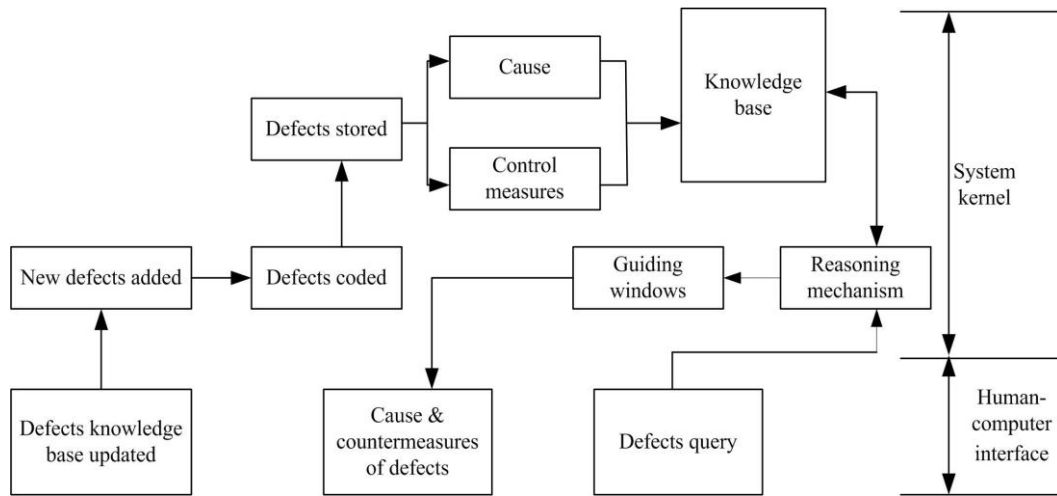 Cause
Knowledge
base
Defects stored
Control
measures
System
kernel
New defects added
Defects coded
Guiding
windows
Reasoning
mechanism
Defects knowledge
base updated
Cause &
countermeasures
of defects
Defects query
Human-
computer
interface